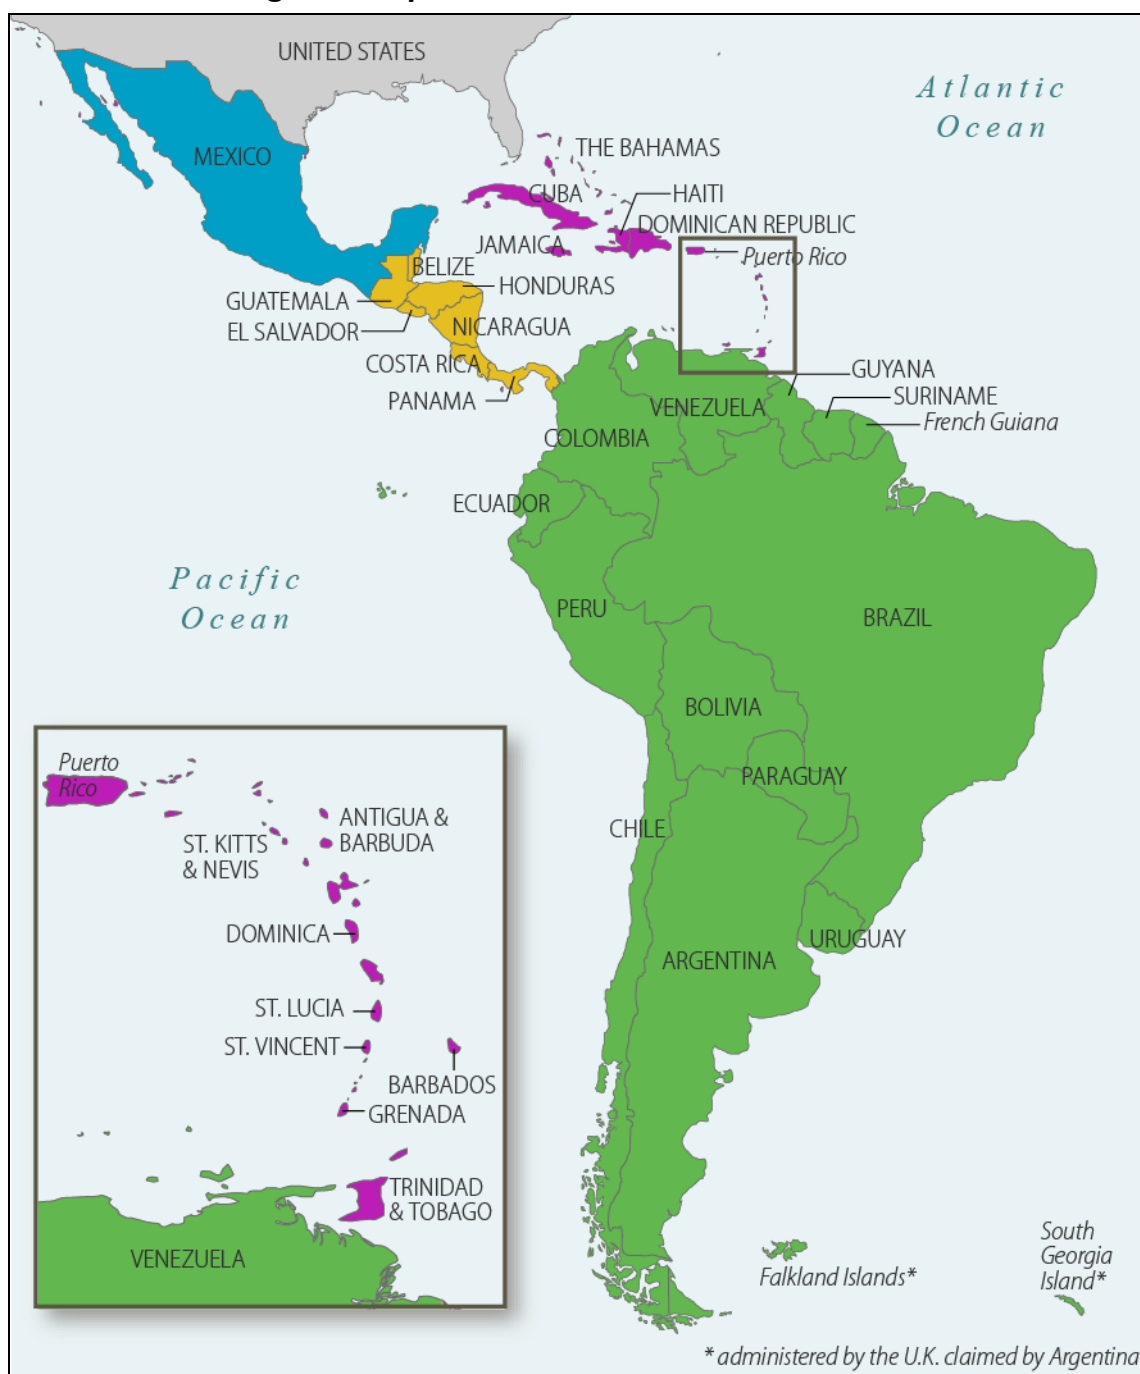 UNITED STATES
Atlantic
Ocean
MEXICO
THE BAHAMAS
CUBA
HAITI
DOMINICAN REPUBLIC
JAMAICA
Puerto Rico
BELIZE
HONDURAS
GUATEMALA
EL SALVADOR
NICARAGUA
COSTA RICA
PANAMA
GUYANA
SURINAME
French Guiana
VENEZUELA
COLOMBIA
ECUADOR
Pacific
Ocean
PERU
BRAZIL
BOLIVIA
PARAGUAY
CHILE
URUGUAY
ARGENTINA
Puerto
Rico
ANTIGUA &
BARBUDA
ST. KITTS
& NEVIS
DOMINICA
ST. LUCIA
ST. VINCENT
BARBADOS
GRENADA
TRINIDAD
& TOBAGO
VENEZUELA
Falkland Islands*
South
Georgia
Island*
*administered by the U.K. claimed by Argentina